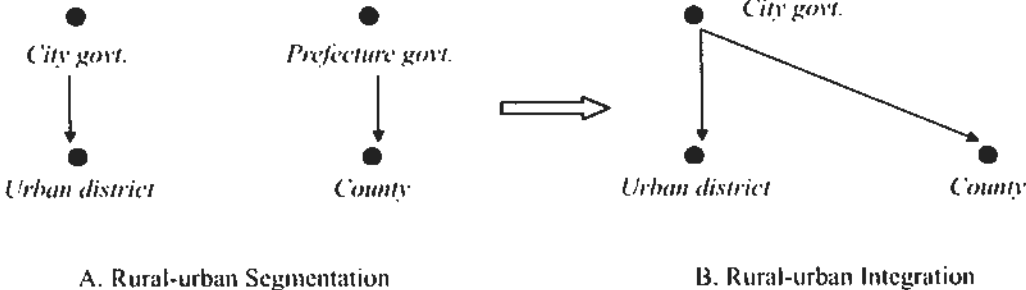 City govt.
City govt. Prefecture govt.
Urban district County Urban district County
A. Rural-urban Segmentation B. Rural-urban Integration